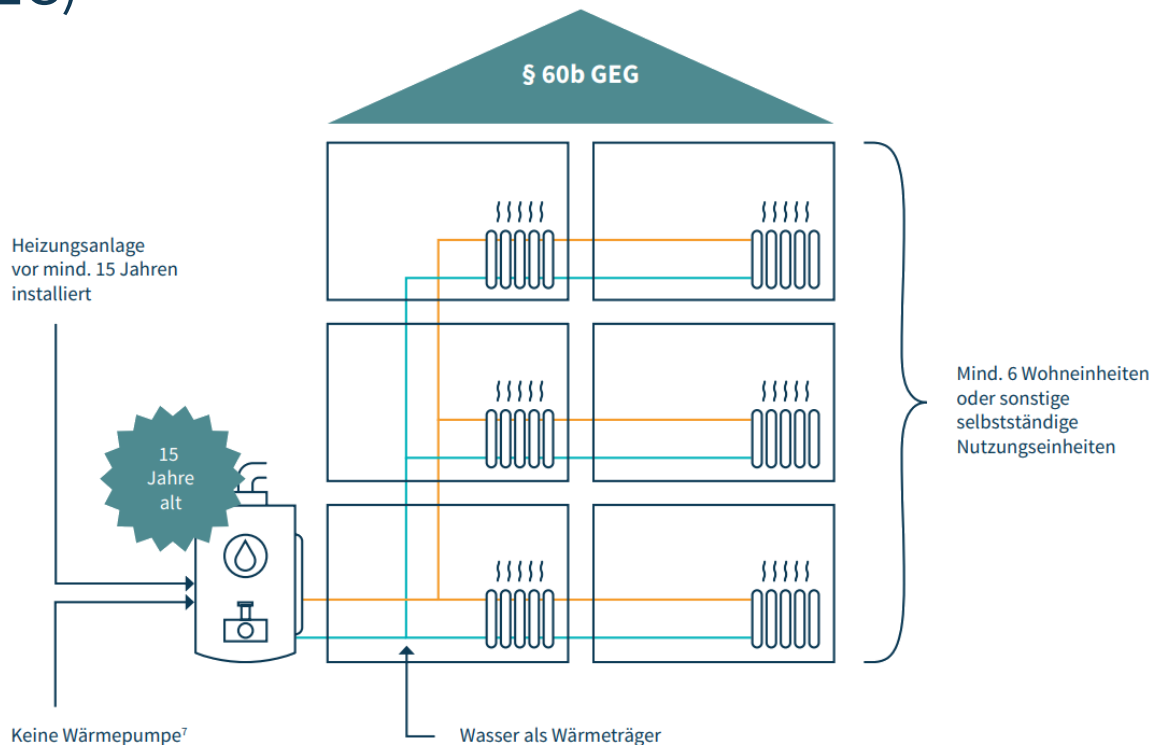 § 60b GEG
Heizungsanlage
vor mind. 15 Jahren
installiert
Mind. 6 Wohneinheiten
oder sonstige
selbstständige
Nutzungseinheiten
15
Jahre
alt
Keine Wärmepumpe⁷
Wasser als Wärmeträger